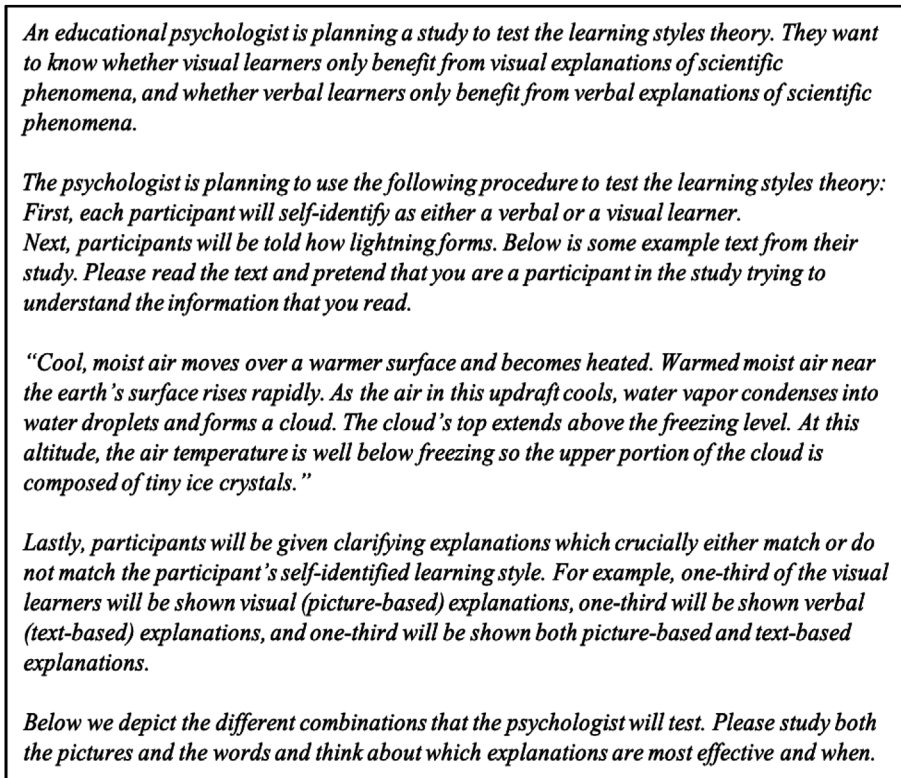 An educational psychologist is planning a study to test the learning styles theory. They want
to know whether visual learners only benefit from visual explanations of scientific
phenomena, and whether verbal learners only benefit from verbal explanations of scientific
phenomena.
The psychologist is planning to use the following procedure to test the learning styles theory:
First, each participant will self-identify as either a verbal or a visual learner.
Next, participants will be told how lightning forms. Below is some example text from their
study. Please read the text and pretend that you are a participant in the study trying to
understand the information that you read.
“Cool, moist air moves over a warmer surface and becomes heated. Warmed moist air near
the earth’s surface rises rapidly. As the air in this updraft cools, water vapor condenses into
water droplets and forms a cloud. The cloud’s top extends above the freezing level. At this
altitude, the air temperature is well below freezing so the upper portion of the cloud is
composed of tiny ice crystals.”
Lastly, participants will be given clarifying explanations which crucially either match or do
not match the participant’s self-identified learning style. For example, one-third of the visual
learners will be shown visual (picture-based) explanations, one-third will be shown verbal
(text-based) explanations, and one-third will be shown both picture-based and text-based
explanations.
Below we depict the different combinations that the psychologist will test. Please study both
the pictures and the words and think about which explanations are most effective and when.